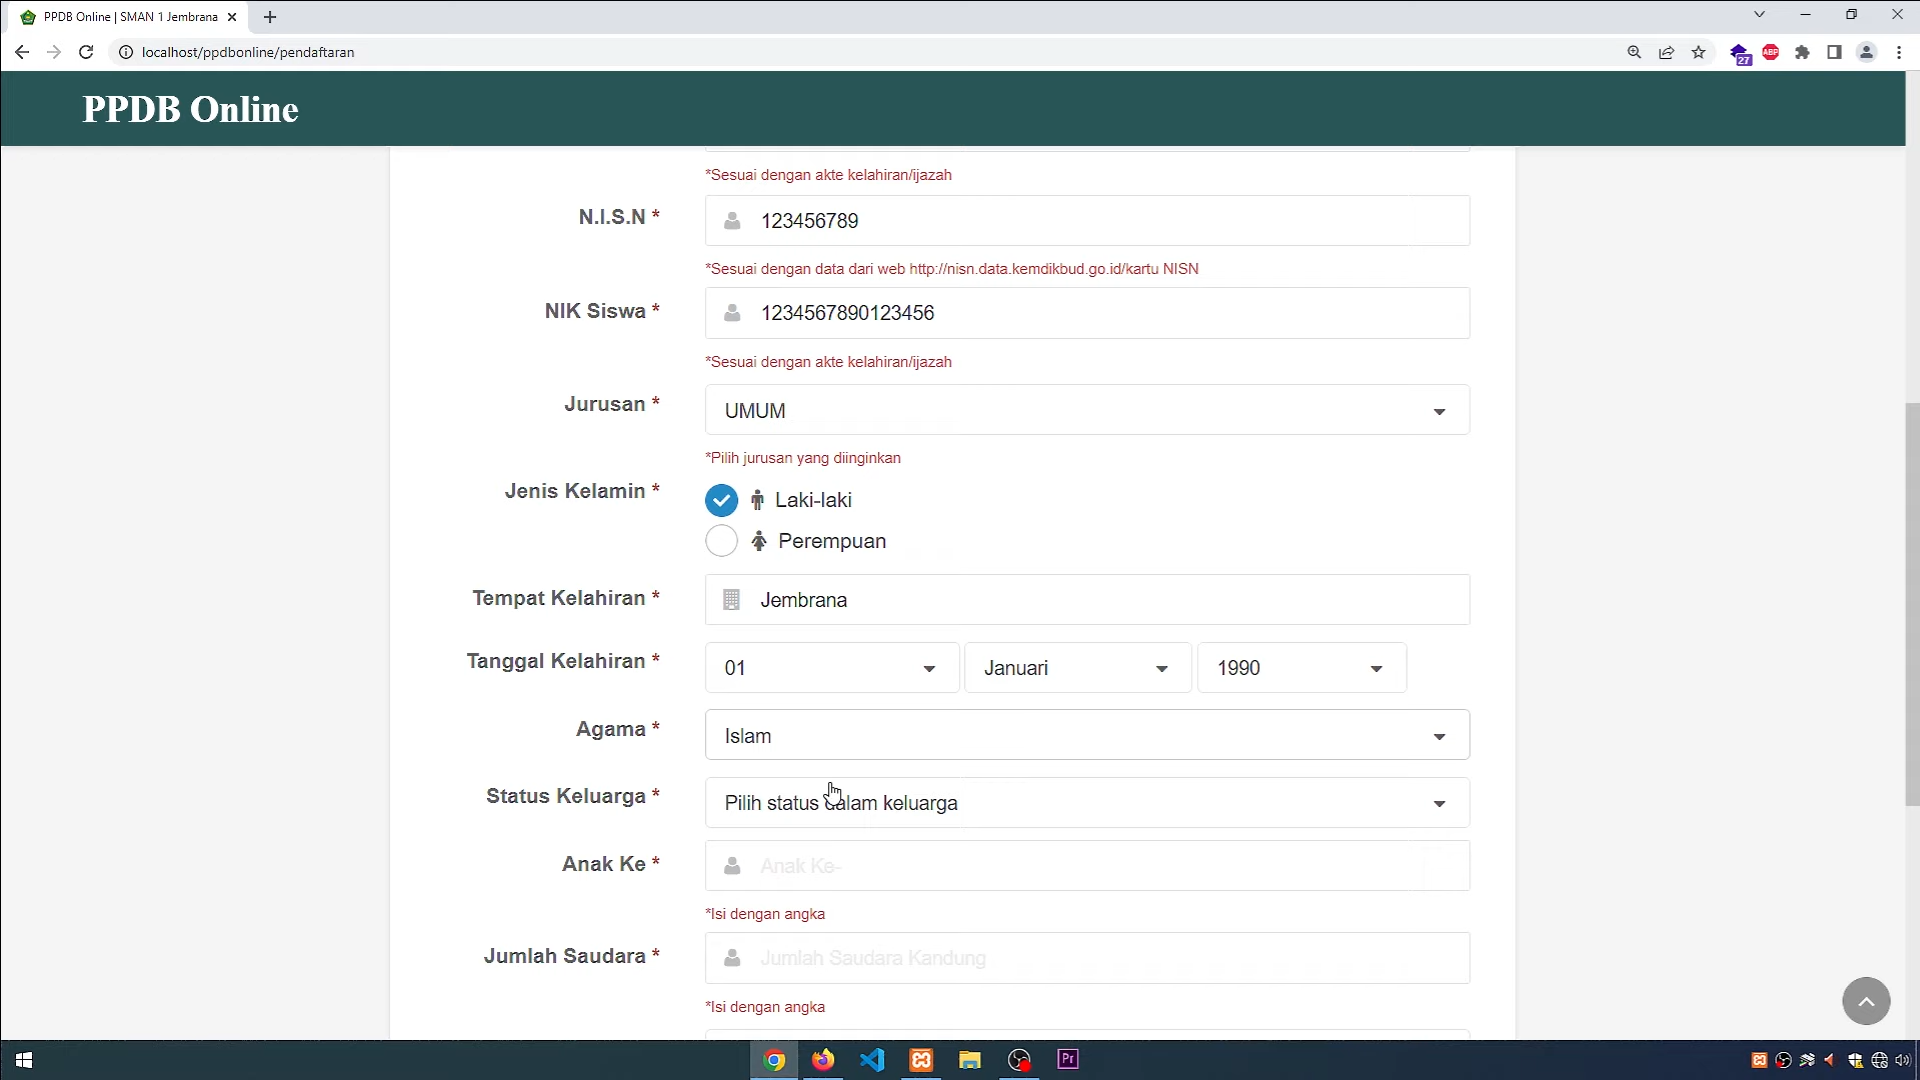 PPDB Online | SMAN 1 Jembrana
localhost/ppdbonline/pendaftaran
27
ABP
PPDB Online
*Sesuai dengan akte kelahiran/ijazah
N.I.S.N *
123456789
*Sesuai dengan data dari web http://nisn.data.kemdikbud.go.id/kartu NISN
NIK Siswa *
1234567890123456
*Sesuai dengan akte kelahiran/ijazah
Jurusan *
UMUM
*Pilih jurusan yang diinginkan
Jenis Kelamin *
Laki-laki
Perempuan
Tempat Kelahiran *
Jembrana
Tanggal Kelahiran *
01 Januari 1990
Agama *
Islam
Status Keluarga *
Pilih status dalam keluarga
Anak Ke *
Anak Ke-
*Isi dengan angka
Jumlah Saudara *
Jumlah Saudara Kandung
*Isi dengan angka
Pr